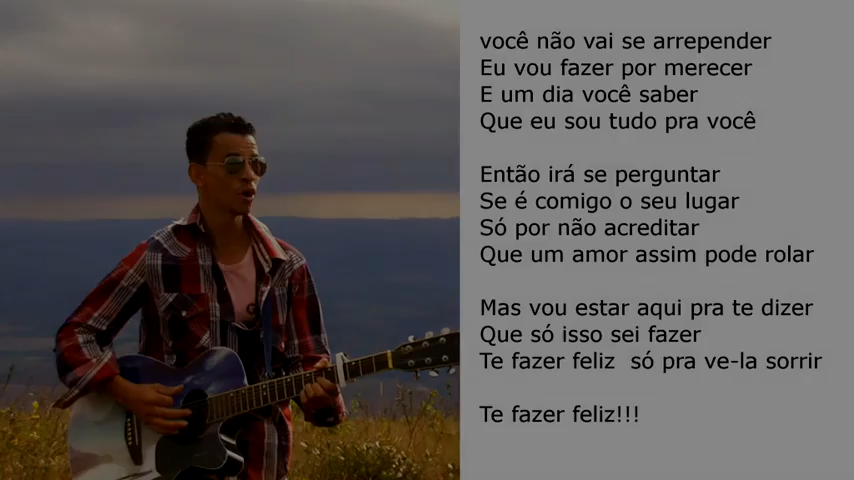 você não vai se arrepender
Eu vou fazer por merecer
E um dia você saber
Que eu sou tudo pra você
Então irá se perguntar
Se é comigo o seu lugar
Só por não acreditar
Que um amor assim pode rolar
Mas vou estar aqui pra te dizer
Que só isso sei fazer
Te fazer feliz  só pra ve-la sorrir
Te fazer feliz!!!